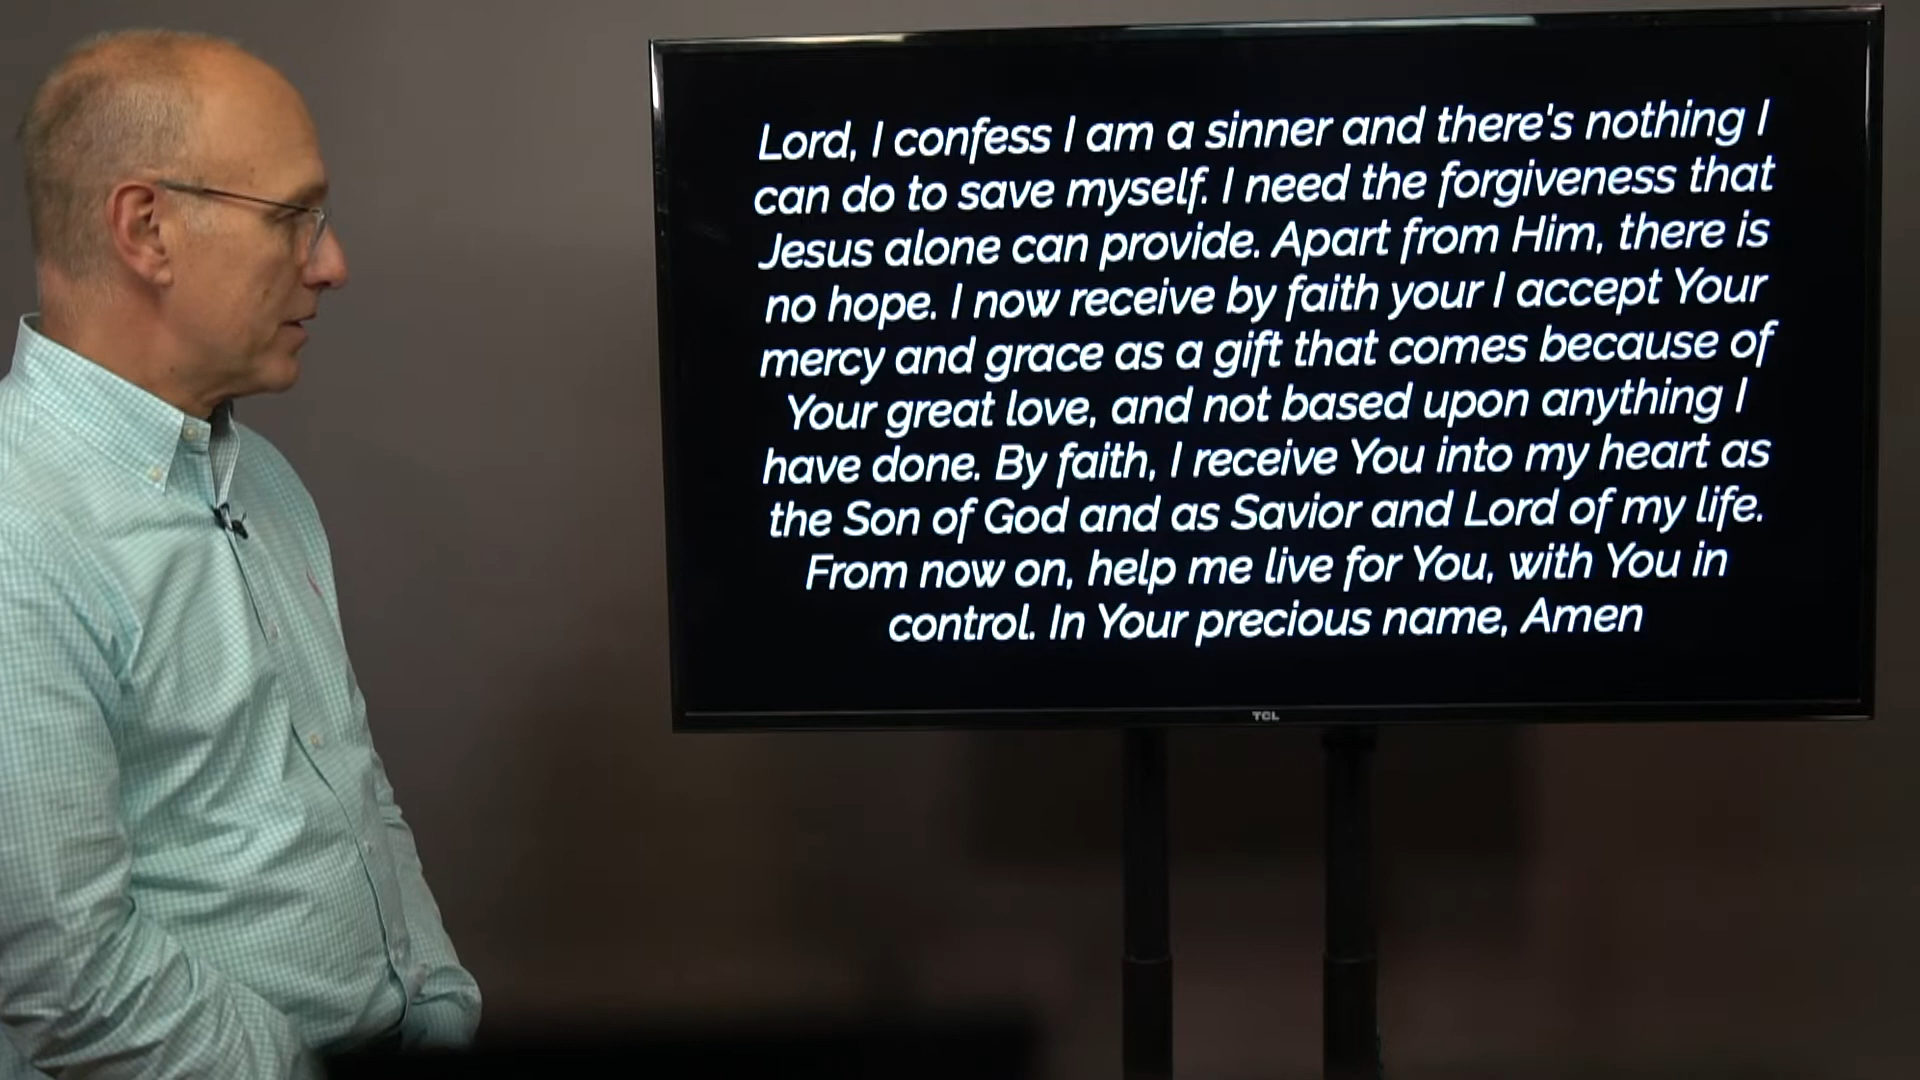 Lord, I confess I am a sinner and there's nothing I
can do to save myself. I need the forgiveness that
Jesus alone can provide. Apart from Him, there is
no hope. I now receive by faith your I accept Your
mercy and grace as a gift that comes because of
Your great love, and not based upon anything I
have done. By faith, I receive You into my heart as
the Son of God and as Savior and Lord of my life.
From now on, help me live for You, with You in
control. In Your precious name, Amen
TCL